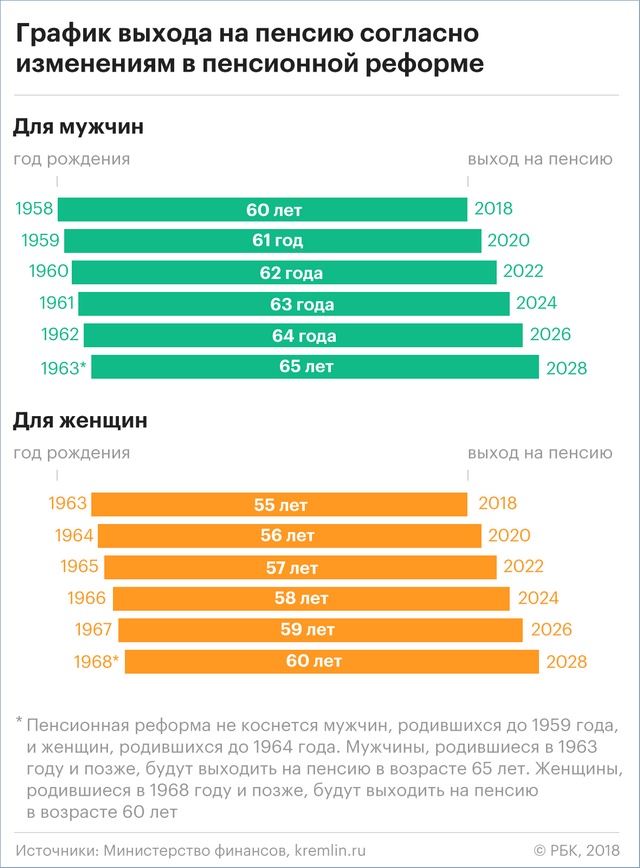 График выхода на пенсию согласно
изменениям в пенсионной реформе
Для мужчин
год рождения выход на пенсию
1958 60 лет 2018
1959 61 год 2020
1960 62 года 2022
1961 63 года 2024
1962 64 года 2026
1963* 65 лет 2028
Для женщин
год рождения выход на пенсию
1963 55 лет 2018
1964 56 лет 2020
1965 57 лет 2022
1966 58 лет 2024
1967 59 лет 2026
1968* 60 лет 2028
* Пенсионная реформа не коснется мужчин, родившихся до 1959 года,
и женщин, родившихся до 1964 года. Мужчины, родившиеся в 1963
году и позже, будут выходить на пенсию в возрасте 65 лет. Женщины,
родившиеся в 1968 году и позже, будут выходить на пенсию
в возрасте 60 лет
Источники: Министерство финансов, kremlin.ru © РБК, 2018